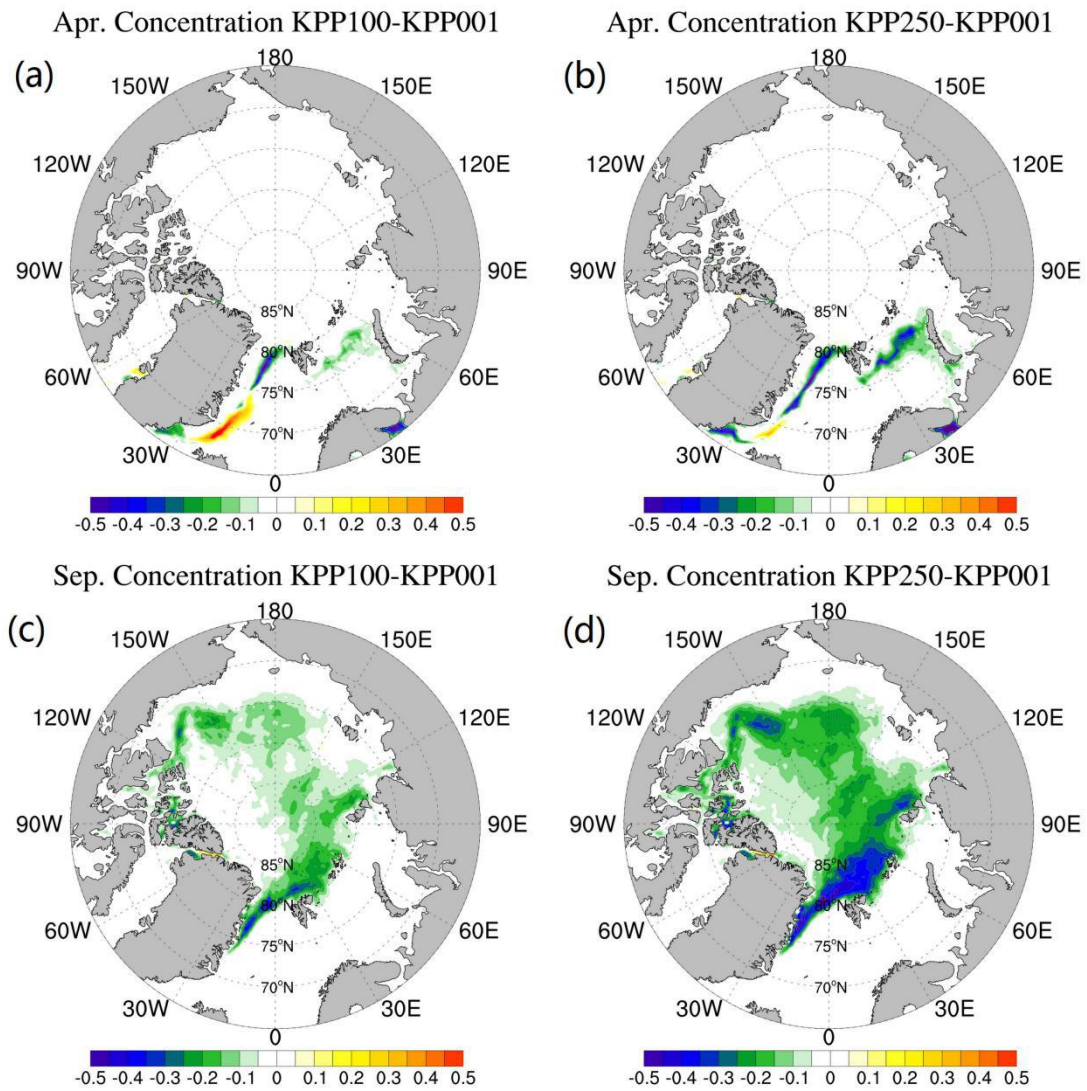 Apr. Concentration KPP100-KPP001
Apr. Concentration KPP250-KPP001
(a)
180
150W
150E
120W
120E
90W
90E
60W
60E
30W
30E
0
85°N
80°N
75°N
70°N
-0.5 -0.4 -0.3 -0.2 -0.1 0 0.1 0.2 0.3 0.4 0.5
(b)
180
150W
150E
120W
120E
90W
90E
60W
60E
30W
30E
0
85°N
80°N
75°N
70°N
-0.5 -0.4 -0.3 -0.2 -0.1 0 0.1 0.2 0.3 0.4 0.5
Sep. Concentration KPP100-KPP001
Sep. Concentration KPP250-KPP001
(c)
180
150W
150E
120W
120E
90W
90E
60W
60E
30W
30E
0
85°N
80°N
75°N
70°N
-0.5 -0.4 -0.3 -0.2 -0.1 0 0.1 0.2 0.3 0.4 0.5
(d)
180
150W
150E
120W
120E
90W
90E
60W
60E
30W
30E
0
85°N
80°N
75°N
70°N
-0.5 -0.4 -0.3 -0.2 -0.1 0 0.1 0.2 0.3 0.4 0.5